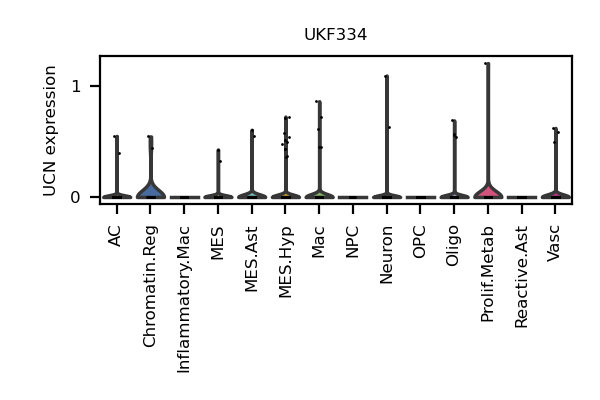 UKF334
UCN expression
1
0
AC
Chromatin.Reg
Inflammatory.Mac
MES
MES.Ast
MES.Hyp
Mac
NPC
Neuron
OPC
Oligo
Prolif.Metab
Reactive.Ast
Vasc